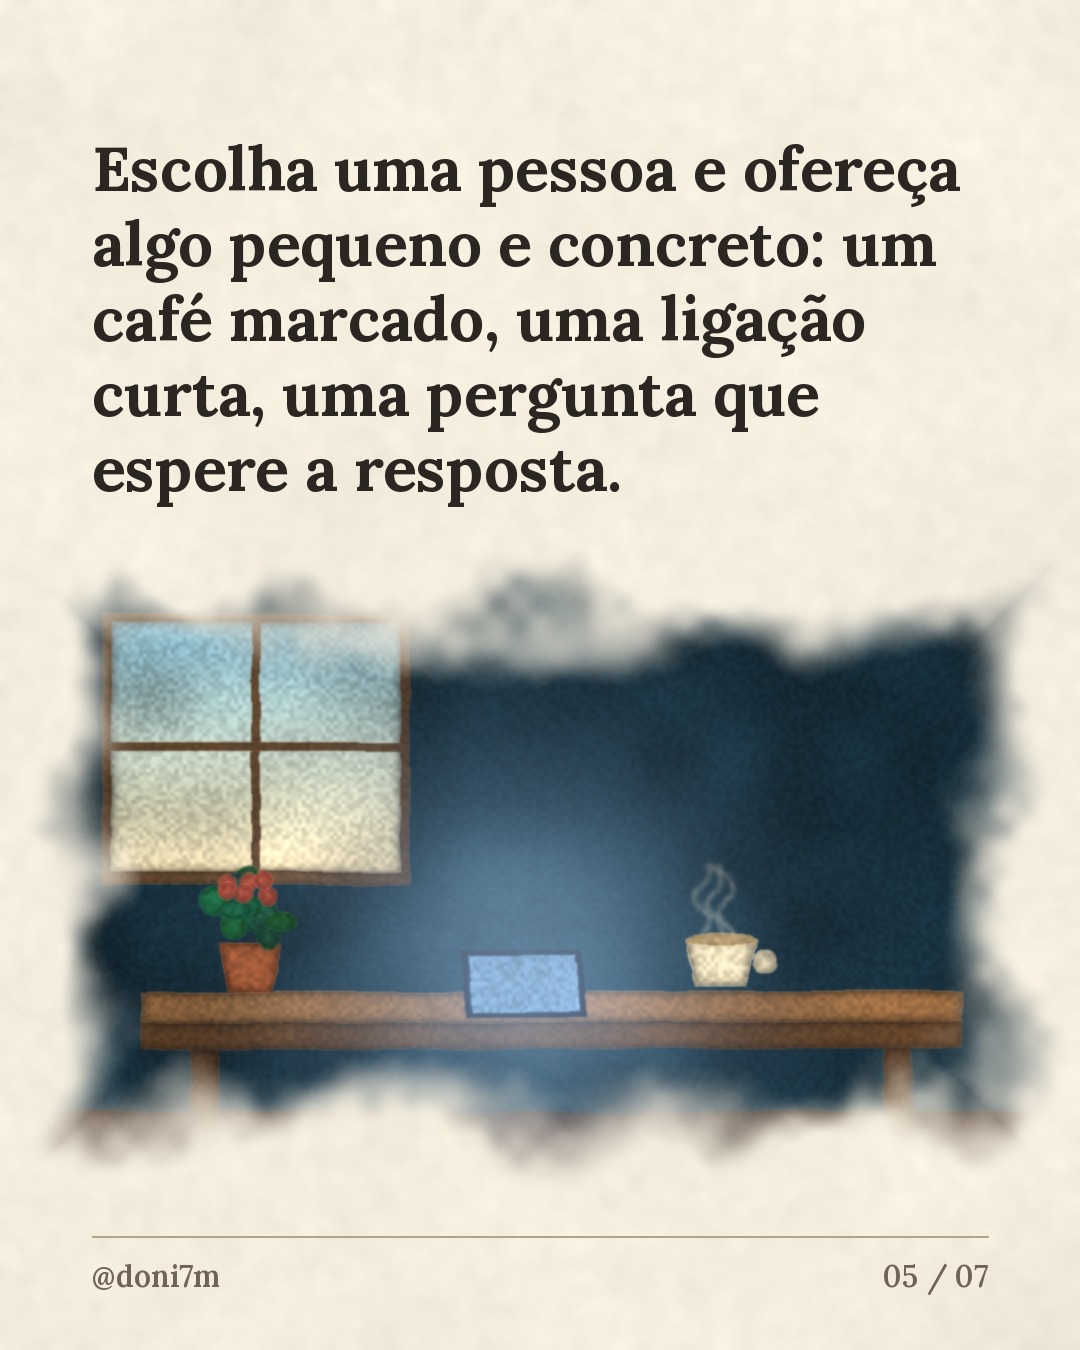 Escolha uma pessoa e ofereça
algo pequeno e concreto: um
café marcado, uma ligação
curta, uma pergunta que
espere a resposta.
@doni7m
05 / 07